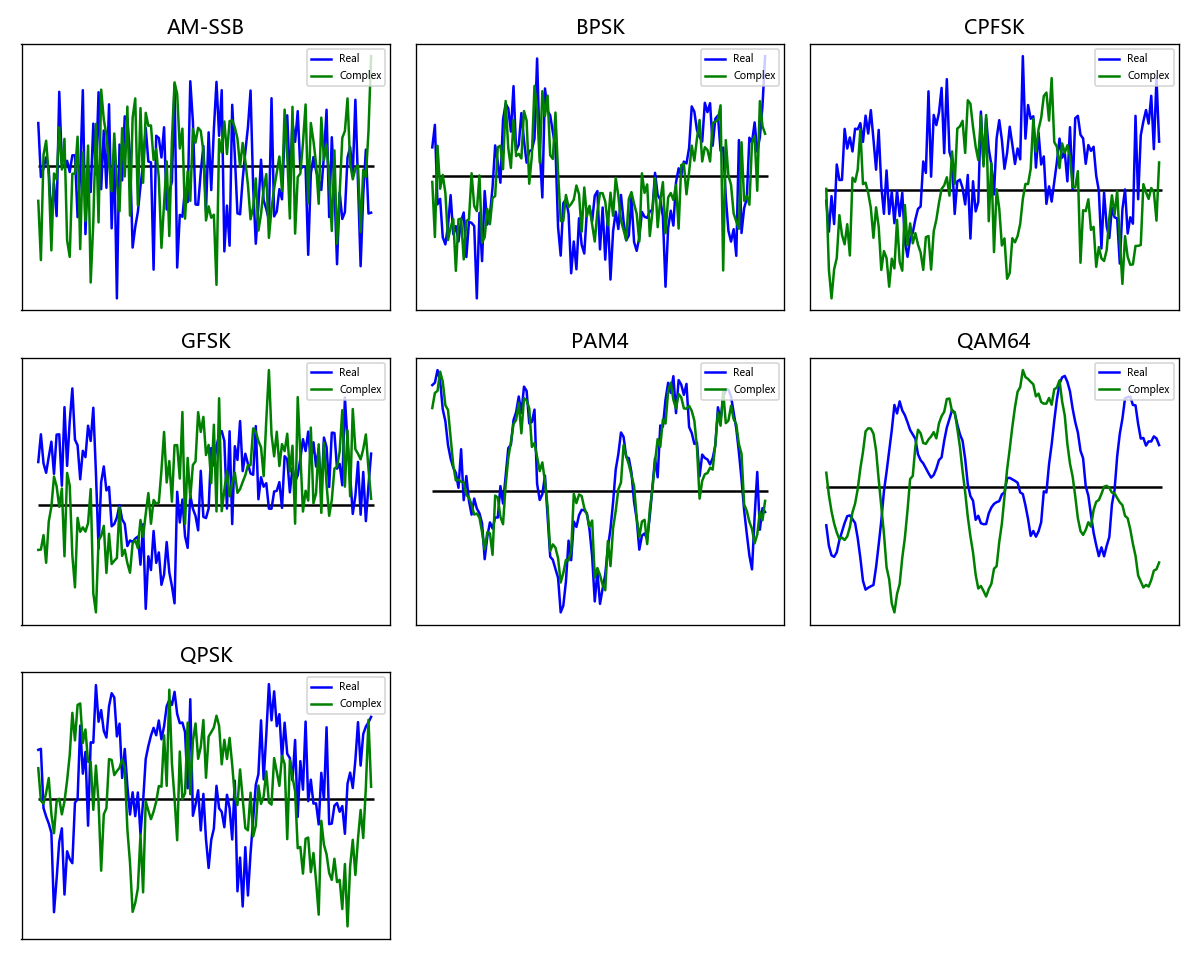 AM-SSB
Real
Complex
BPSK
Real
Complex
CPFSK
Real
Complex
GFSK
Real
Complex
PAM4
Real
Complex
QAM64
Real
Complex
QPSK
Real
Complex